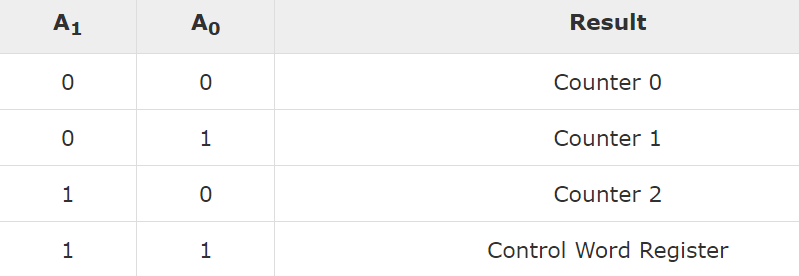 A₁ A₀ Result
0 0 Counter 0
0 1 Counter 1
1 0 Counter 2
1 1 Control Word Register